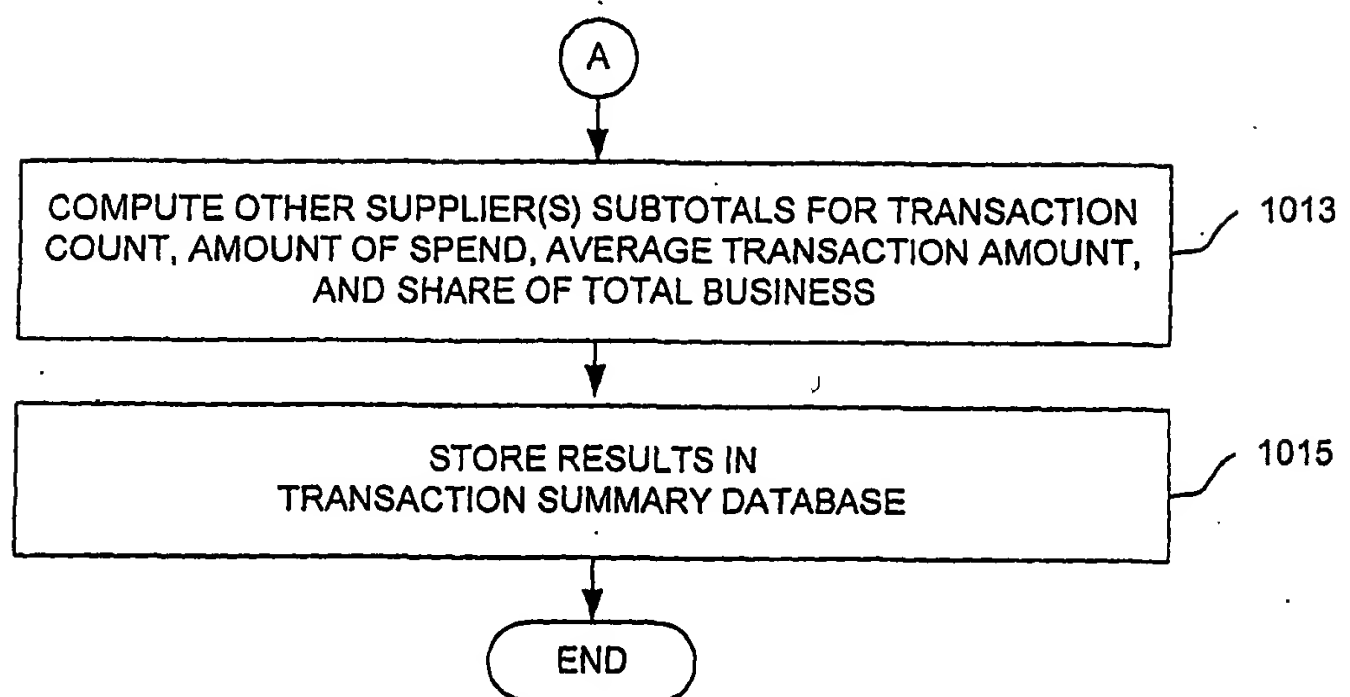 A
COMPUTE OTHER SUPPLIER(S) SUBTOTALS FOR TRANSACTION
COUNT, AMOUNT OF SPEND, AVERAGE TRANSACTION AMOUNT,
AND SHARE OF TOTAL BUSINESS
1013
STORE RESULTS IN
TRANSACTION SUMMARY DATABASE
1015
END